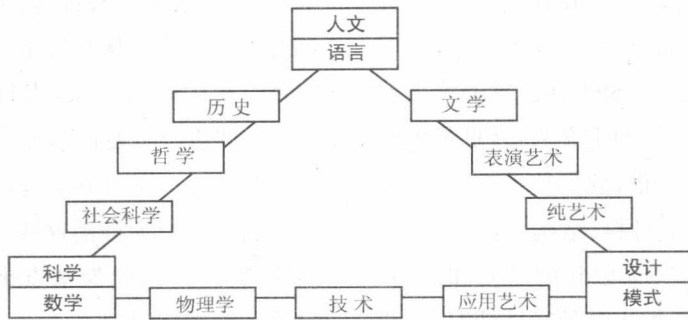 人文
语言
历史
文学
哲学
表演艺术
社会科学
纯艺术
科学
数学
物理学
技术
应用艺术
设计
模式